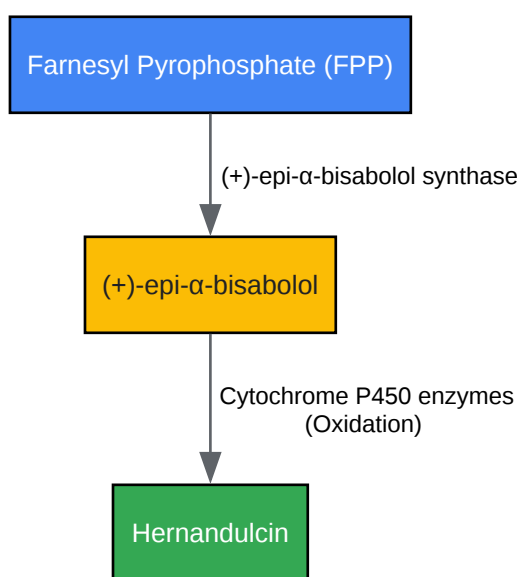 Farnesyl Pyrophosphate (FPP)
(+)-epi-α-bisabolol synthase
(+)-epi-α-bisabolol
Cytochrome P450 enzymes
(Oxidation)
Hernandulcin